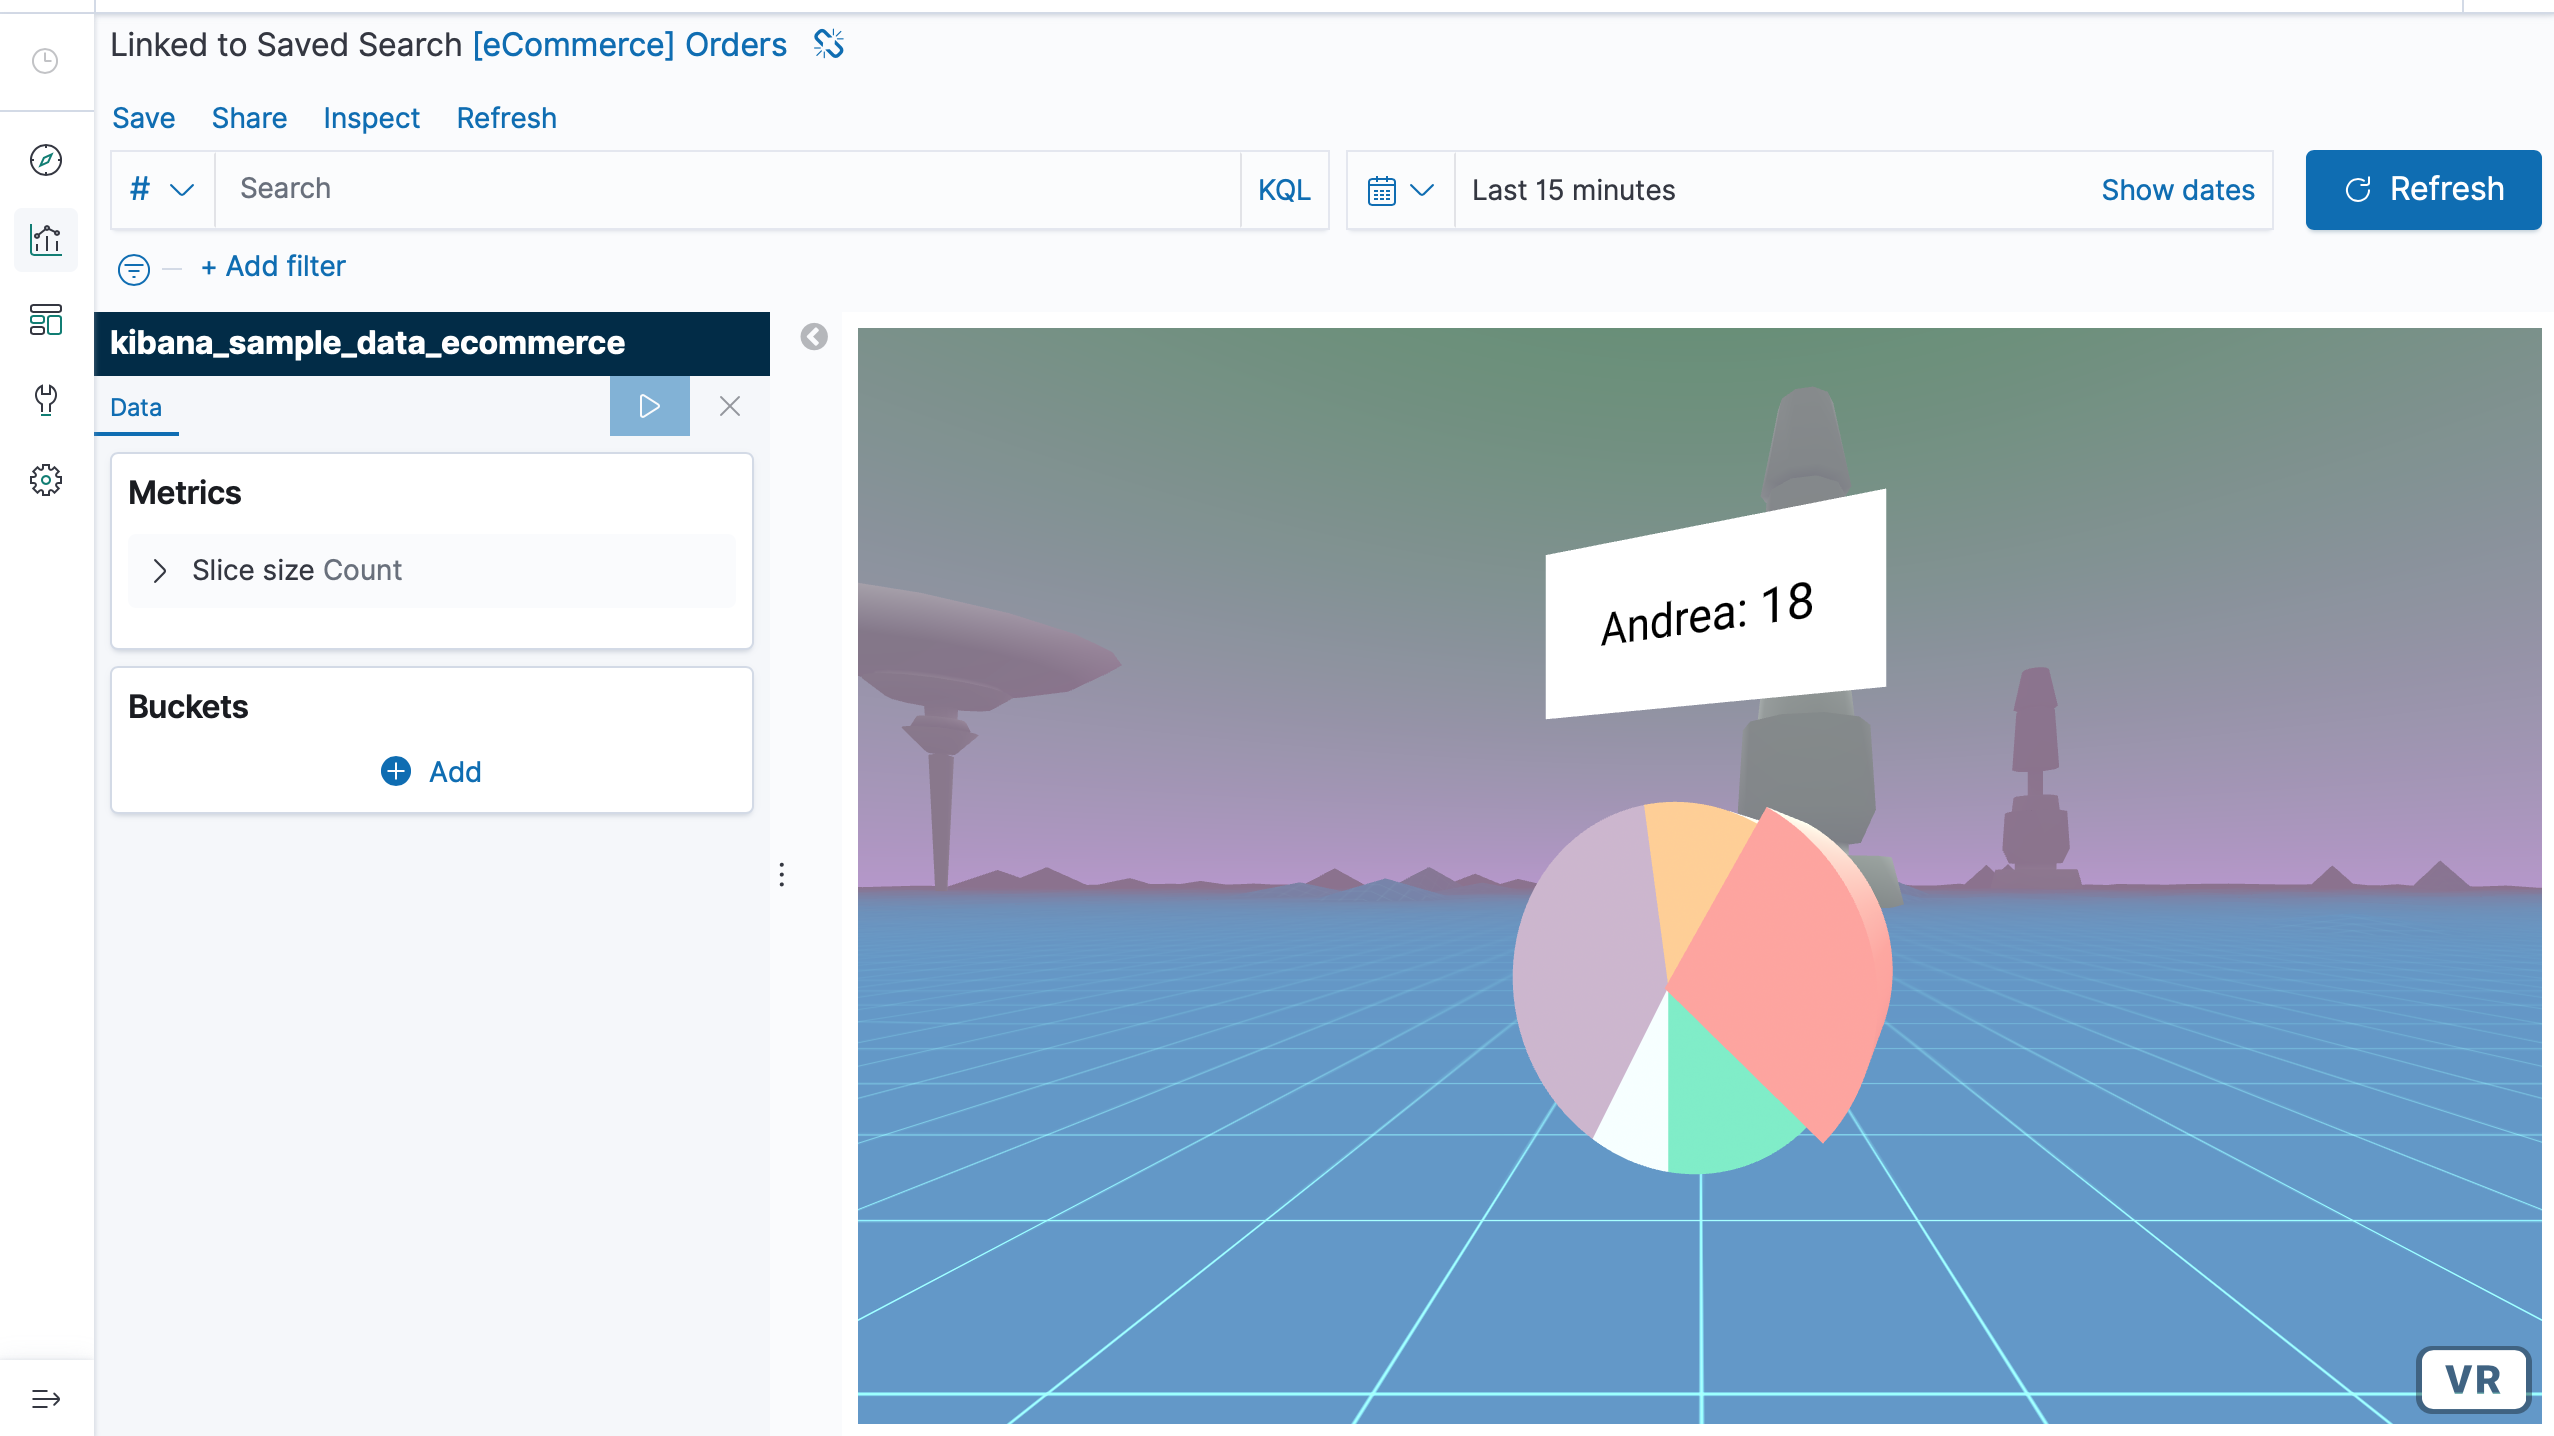 Linked to Saved Search [eCommerce] Orders
Save Share Inspect Refresh
# Search KQL Last 15 minutes Show dates Refresh
+ Add filter
kibana_sample_data_ecommerce
Data
Metrics
Slice size Count
Buckets
Add
Andrea: 18
VR